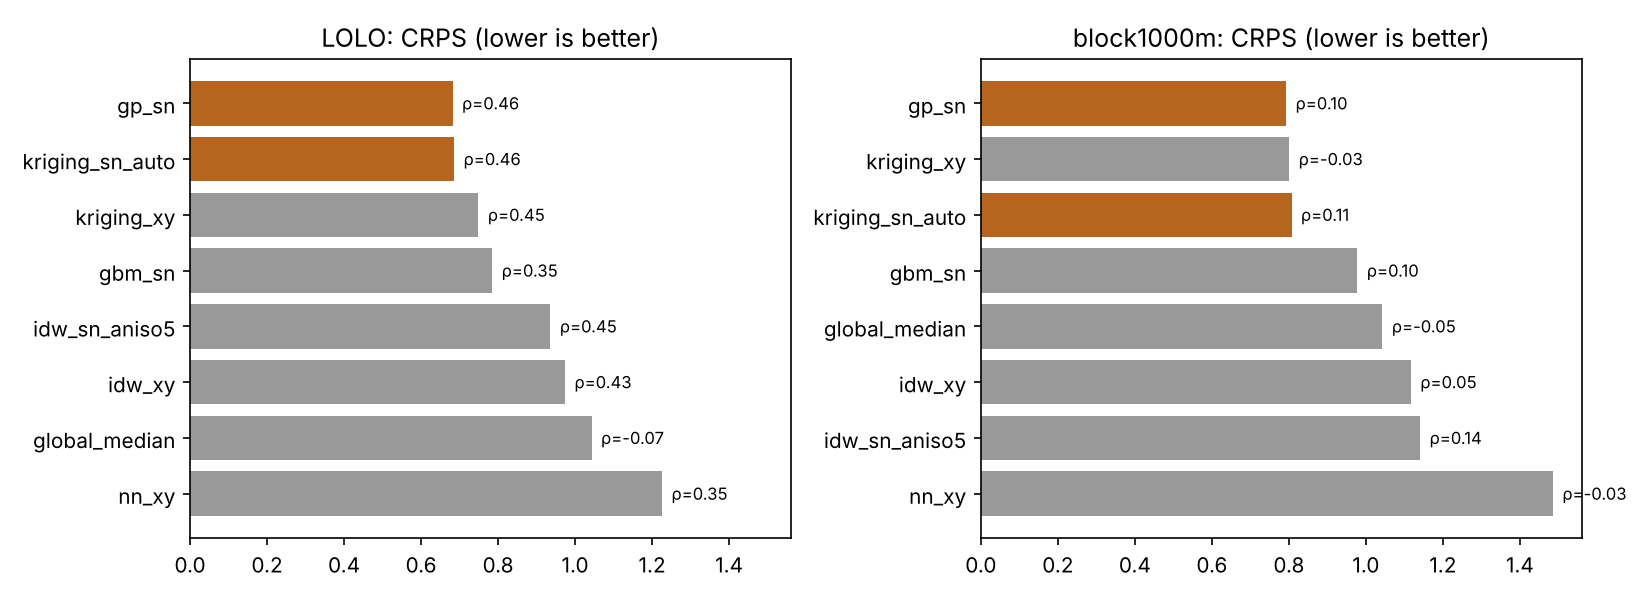 LOLO: CRPS (lower is better)
gp_sn
ρ=0.46
kriging_sn_auto
ρ=0.46
kriging_xy
ρ=0.45
gbm_sn
ρ=0.35
idw_sn_aniso5
ρ=0.45
idw_xy
ρ=0.43
global_median
ρ=-0.07
nn_xy
ρ=0.35
0.0 0.2 0.4 0.6 0.8 1.0 1.2 1.4
block1000m: CRPS (lower is better)
gp_sn
ρ=0.10
kriging_xy
ρ=-0.03
kriging_sn_auto
ρ=0.11
gbm_sn
ρ=0.10
global_median
ρ=-0.05
idw_xy
ρ=0.05
idw_sn_aniso5
ρ=0.14
nn_xy
ρ=-0.03
0.0 0.2 0.4 0.6 0.8 1.0 1.2 1.4